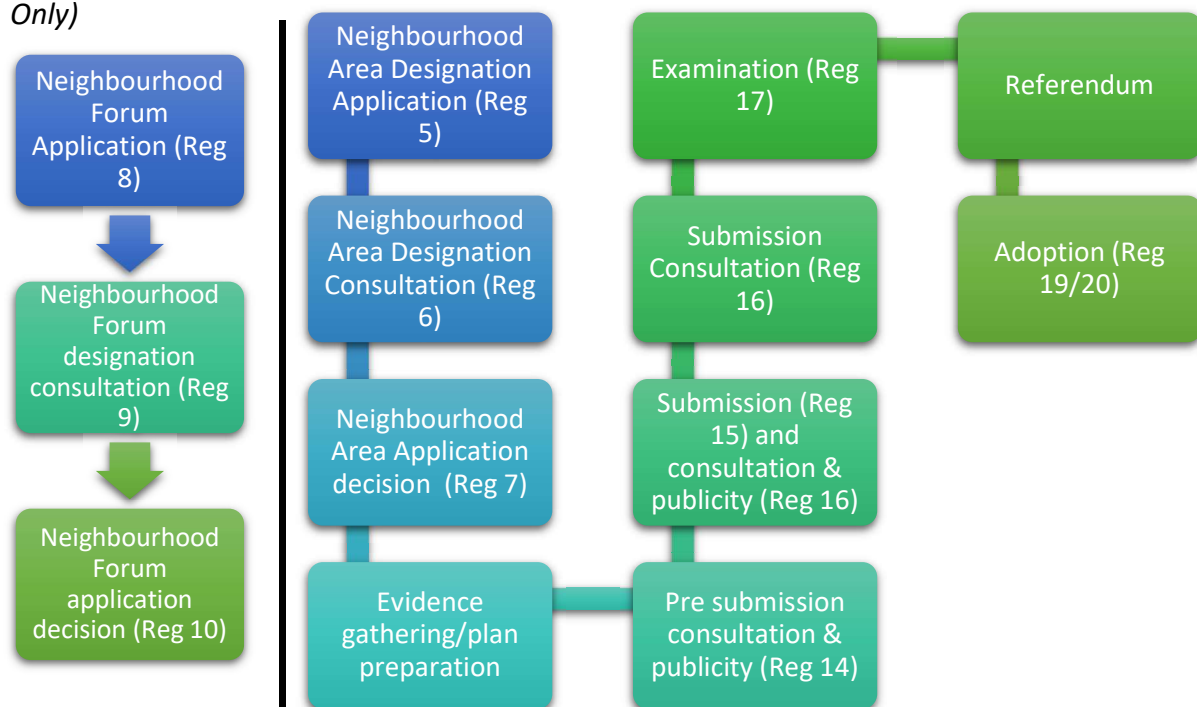 Only)
Neighbourhood
Forum
Application (Reg
8)
Neighbourhood
Forum
designation
consultation (Reg
9)
Neighbourhood
Forum
application
decision (Reg 10)
Neighbourhood
Area Designation
Application (Reg
5)
Neighbourhood
Area Designation
Consultation (Reg
6)
Neighbourhood
Area Application
decision (Reg 7)
Evidence
gathering/plan
preparation
Pre submission
consultation &
publicity (Reg 14)
Submission (Reg
15) and
consultation &
publicity (Reg 16)
Submission
Consultation (Reg
16)
Examination (Reg
17)
Referendum
Adoption (Reg
19/20)